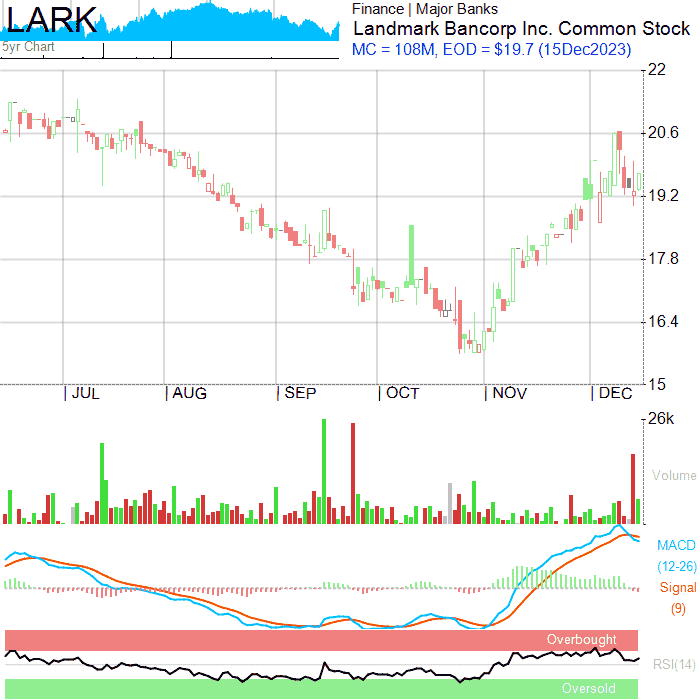 LARK
5yr Chart
Finance | Major Banks
Landmark Bancorp Inc. Common Stock
MC = 108M, EOD = $19.7 (15Dec2023)
22
20.6
19.2
17.8
16.4
15
JUL AUG SEP OCT NOV DEC
26k
Volume
MACD
(12-26)
Signal
(9)
Overbought
RSI(14)
Oversold